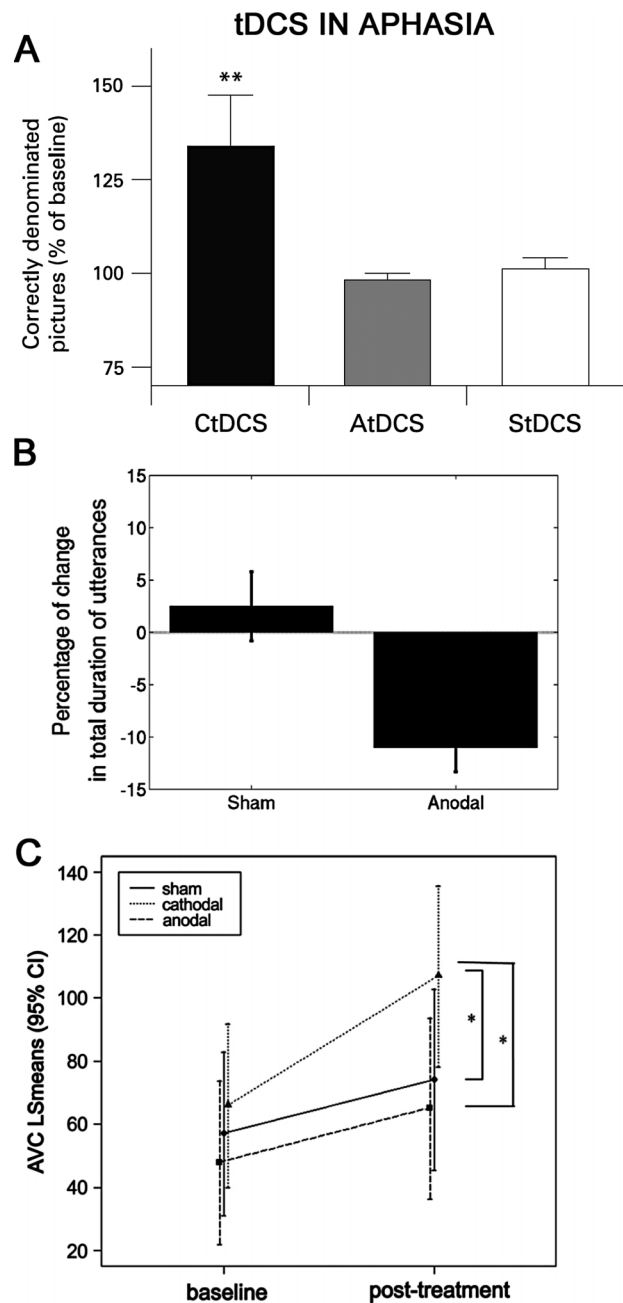 tDCS IN APHASIA
A
**
150
125
100
75
Correctly denominated
pictures (% of baseline)
CtDCS AtDCS StDCS
B
15
10
5
0
-5
-10
-15
Percentage of change
in total duration of utterances
Sham Anodal
C
140
120
100
80
60
40
20
AVC LSmeans (95% CI)
sham
cathodal
anodal
*
*
baseline post-treatment